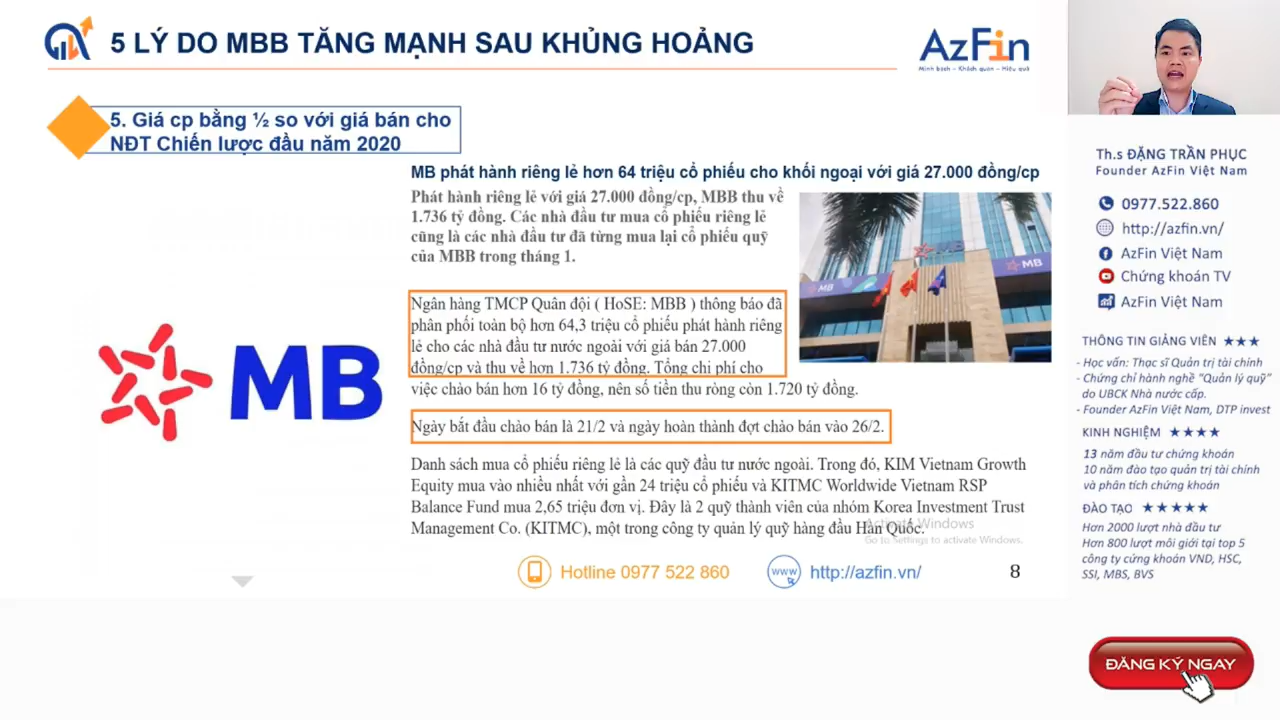 5 LÝ DO MBB TĂNG MẠNH SAU KHỦNG HOẢNG
AzFin
Minh bạch – Khách quan – Hiệu quả
5. Giá cp bằng ½ so với giá bán cho
NĐT Chiến lược đầu năm 2020
MB phát hành riêng lẻ hơn 64 triệu cổ phiếu cho khối ngoại với giá 27.000 đồng/cp
Phát hành riêng lẻ với giá 27.000 đồng/cp, MBB thu về
1.736 tỷ đồng. Các nhà đầu tư mua cổ phiếu riêng lẻ
cũng là các nhà đầu tư đã từng mua lại cổ phiếu quỹ
của MBB trong tháng 1.
MB
MB
MB
Ngân hàng TMCP Quân đội ( HoSE: MBB ) thông báo đã
phân phối toàn bộ hơn 64,3 triệu cổ phiếu phát hành riêng
lẻ cho các nhà đầu tư nước ngoài với giá bán 27.000
đồng/cp và thu về hơn 1.736 tỷ đồng. Tổng chi phí cho
việc chào bán hơn 16 tỷ đồng, nên số tiền thu ròng còn 1.720 tỷ đồng.
MB
Ngày bắt đầu chào bán là 21/2 và ngày hoàn thành đợt chào bán vào 26/2.
Danh sách mua cổ phiếu riêng lẻ là các quỹ đầu tư nước ngoài. Trong đó, KIM Vietnam Growth
Equity mua vào nhiều nhất với gần 24 triệu cổ phiếu và KITMC Worldwide Vietnam RSP
Balance Fund mua 2,65 triệu đơn vị. Đây là 2 quỹ thành viên của nhóm Korea Investment Trust
Management Co. (KITMC), một trong công ty quản lý quỹ hàng đầu Hàn Quốc.
Activate Windows
Go to Settings to activate Windows.
Hotline 0977 522 860
www
http://azfin.vn/
8
Th.s ĐẶNG TRẦN PHỤC
Founder AzFin Việt Nam
0977.522.860
http://azfin.vn/
AzFin Việt Nam
Chứng khoán TV
AzFin Việt Nam
THÔNG TIN GIẢNG VIÊN ★★★
- Học vấn: Thạc sĩ Quản trị tài chính
- Chứng chỉ hành nghề “Quản lý quỹ”
do UBCK Nhà nước cấp.
- Founder AzFin Việt Nam, DTP invest
KINH NGHIỆM ★★★★
13 năm đầu tư chứng khoán
10 năm đào tạo quản trị tài chính
và phân tích chứng khoán
ĐÀO TẠO ★★★★★
Hơn 2000 lượt nhà đầu tư
Hơn 800 lượt môi giới tại top 5
công ty cứng khoán VND, HSC,
SSI, MBS, BVS
ĐĂNG KÝ NGAY